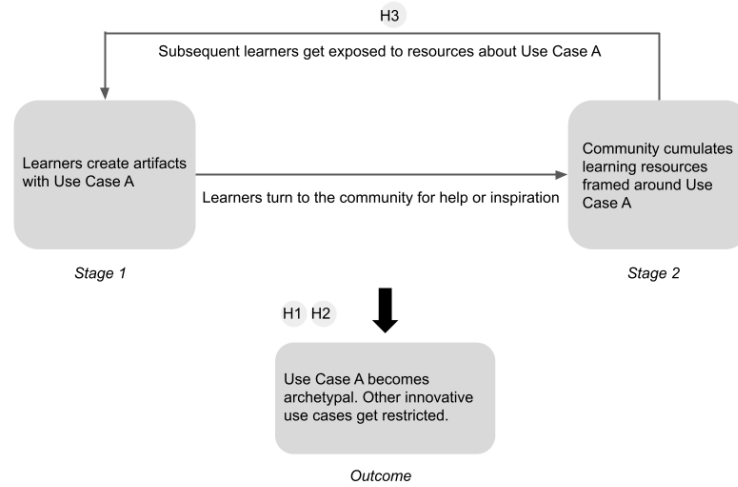 H3
Subsequent learners get exposed to resources about Use Case A
Learners create artifacts
with Use Case A
Community cumulates
learning resources
framed around Use
Case A
Learners turn to the community for help or inspiration
Stage 1
Stage 2
H1 H2
Use Case A becomes
archetypal. Other innovative
use cases get restricted.
Outcome